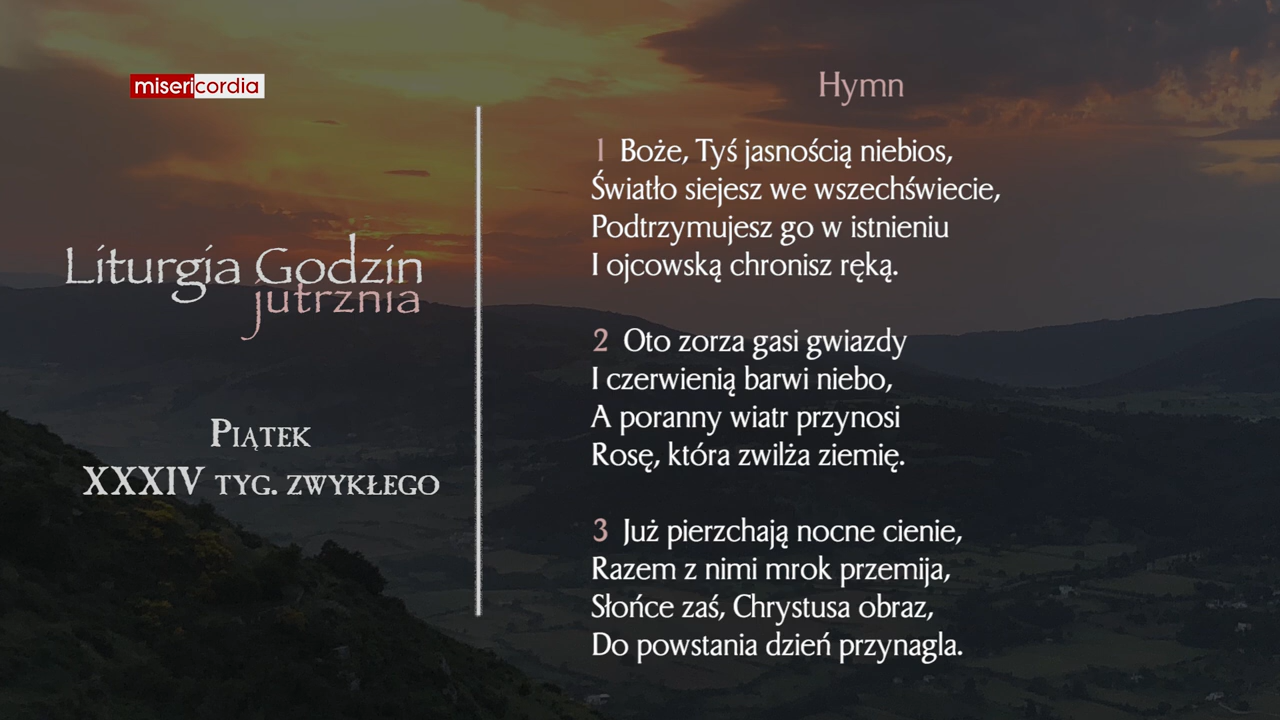 misericordia
Liturgia Godzin
jutrznia
Piątek
XXXIV tyg. zwykłego
Hymn
1 Boże, Tyś jasnością niebios,
Światło siejesz we wszechświecie,
Podtrzymujesz go w istnieniu
I ojcowską chronisz ręką.
2 Oto zorza gasi gwiazdy
I czerwienią barwi niebo,
A poranny wiatr przynosi
Rosę, która zwilża ziemię.
3 Już pierzchają nocne cienie,
Razem z nimi mrok przemija,
Słońce zaś, Chrystusa obraz,
Do powstania dzień przynagla.